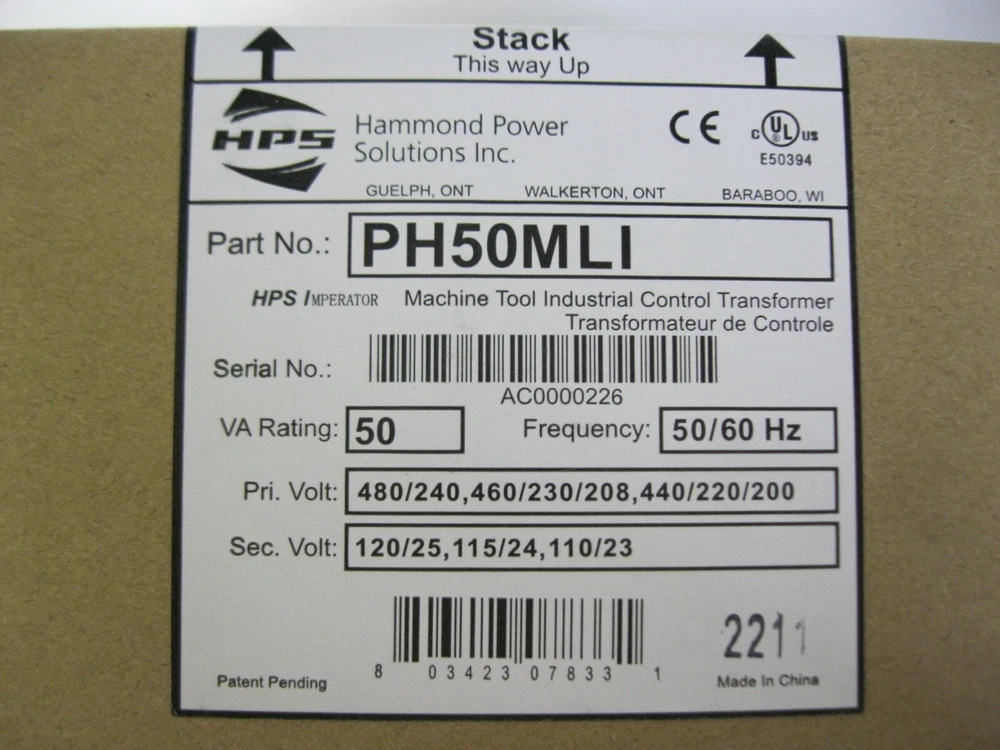 Stack
This way Up
HPS
Hammond Power
Solutions Inc.
CE
c UL us
®
E50394
GUELPH, ONT WALKERTON, ONT BARABOO, WI
Part No.: PH50MLI
HPS IMPERATOR Machine Tool Industrial Control Transformer
Transformateur de Controle
Serial No.:
AC0000226
VA Rating: 50 Frequency: 50/60 Hz
Pri. Volt: 480/240,460/230/208,440/220/200
Sec. Volt: 120/25,115/24,110/23
2211
8 03423 07833 1
Patent Pending Made In China